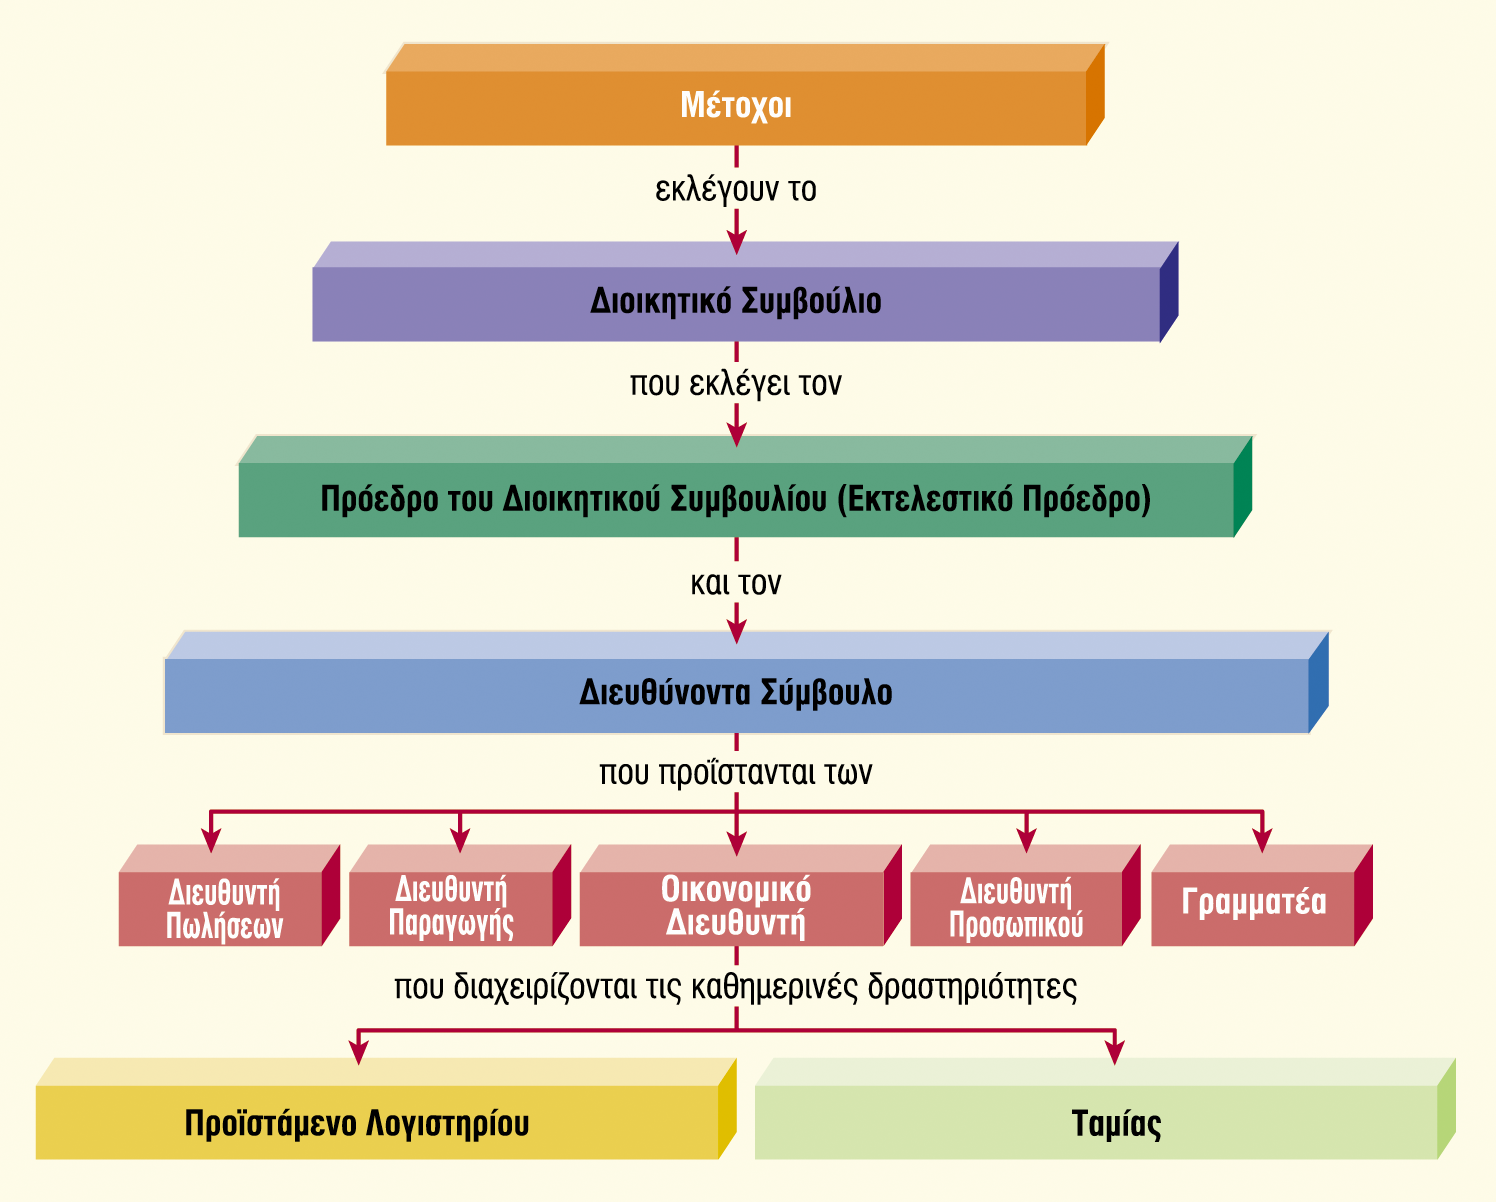 Μέτοχοι
εκλέγουν το
Διοικητικό Συμβούλιο
που εκλέγει τον
Πρόεδρο του Διοικητικού Συμβουλίου (Εκτελεστικό Πρόεδρο)
και τον
Διευθύνοντα Σύμβουλο
που προΐστανται των
Διευθυντή
Πωλήσεων
Διευθυντή
Παραγωγής
Οικονομικό
Διευθυντή
Διευθυντή
Προσωπικού
Γραμματέα
που διαχειρίζονται τις καθημερινές δραστηριότητες
Προϊστάμενο Λογιστηρίου
Ταμίας